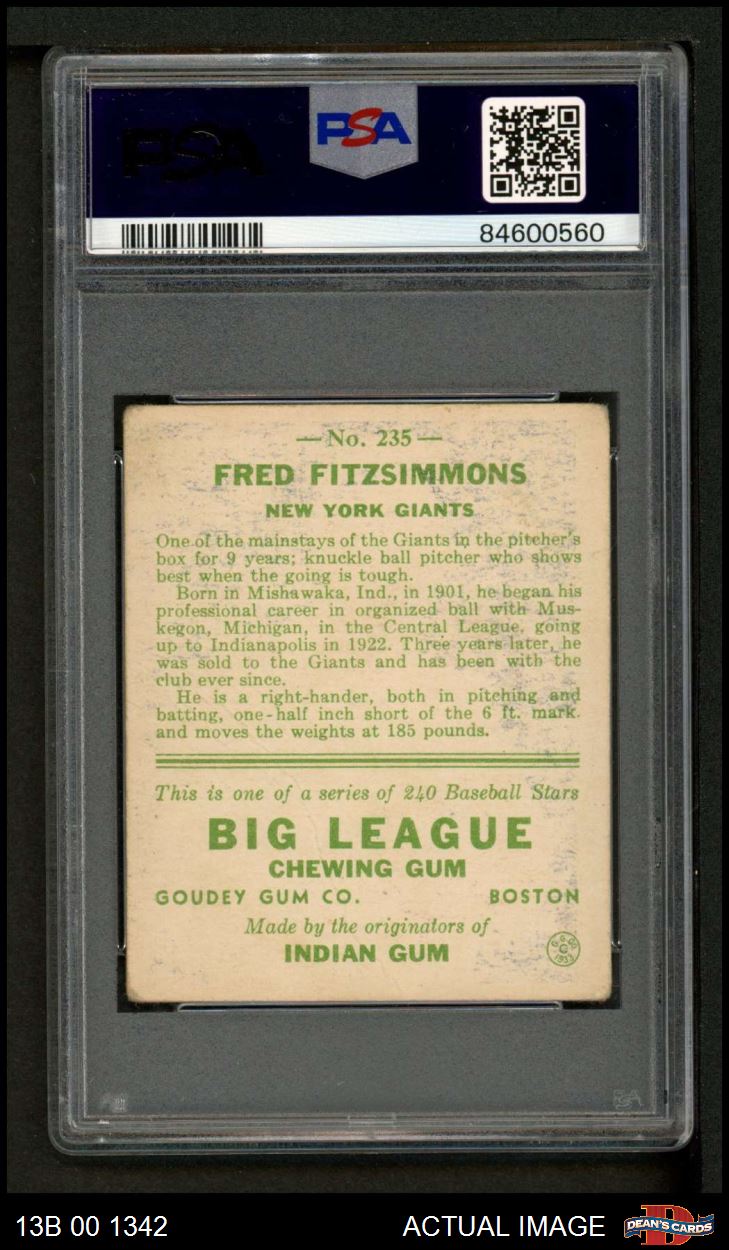 PSA
PSA
84600560
— No. 235 —
FRED FITZSIMMONS
NEW YORK GIANTS
One of the mainstays of the Giants in the pitcher's
box for 9 years; knuckle ball pitcher who shows
best when the going is tough.
Born in Mishawaka, Ind., in 1901, he began his
professional career in organized ball with Mus-
kegon, Michigan, in the Central League, going
up to Indianapolis in 1922. Three years later, he
was sold to the Giants and has been with the
club ever since.
He is a right-hander, both in pitching and
batting, one-half inch short of the 6 ft. mark.
and moves the weights at 185 pounds.
This is one of a series of 240 Baseball Stars
BIG LEAGUE
CHEWING GUM
GOUDEY GUM CO. BOSTON
Made by the originators of
INDIAN GUM
G. G. CO.
C
1933
PSA
13B 00 1342 ACTUAL IMAGE DEAN'S CARDS